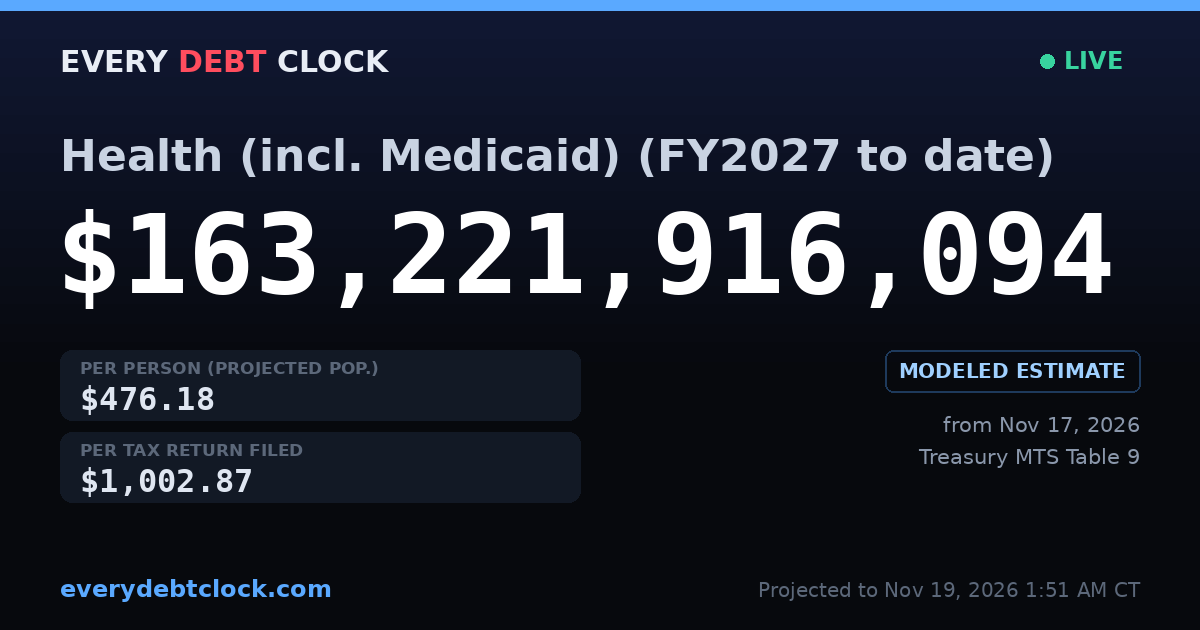 EVERY DEBT CLOCK
LIVE
Health (incl. Medicaid) (FY2027 to date)
$163,221,916,094
PER PERSON (PROJECTED POP.)
$476.18
PER TAX RETURN FILED
$1,002.87
MODELED ESTIMATE
from Nov 17, 2026
Treasury MTS Table 9
everydebtclock.com
Projected to Nov 19, 2026 1:51 AM CT